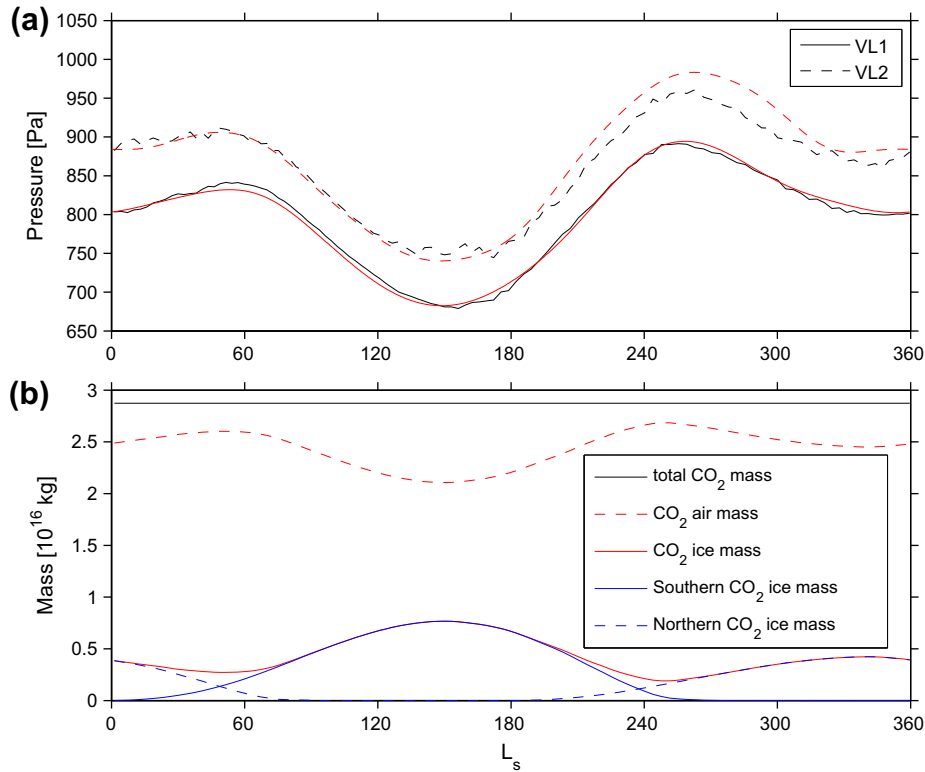 (a)
1050
1000
950
900
850
800
750
700
650
Pressure [Pa]
VL1
VL2
0 60 120 180 240 300 360
(b)
3
2.5
2
1.5
1
0.5
0
Mass [10^16 kg]
total CO2 mass
CO2 air mass
CO2 ice mass
Southern CO2 ice mass
Northern CO2 ice mass
0 60 120 180 240 300 360
Ls